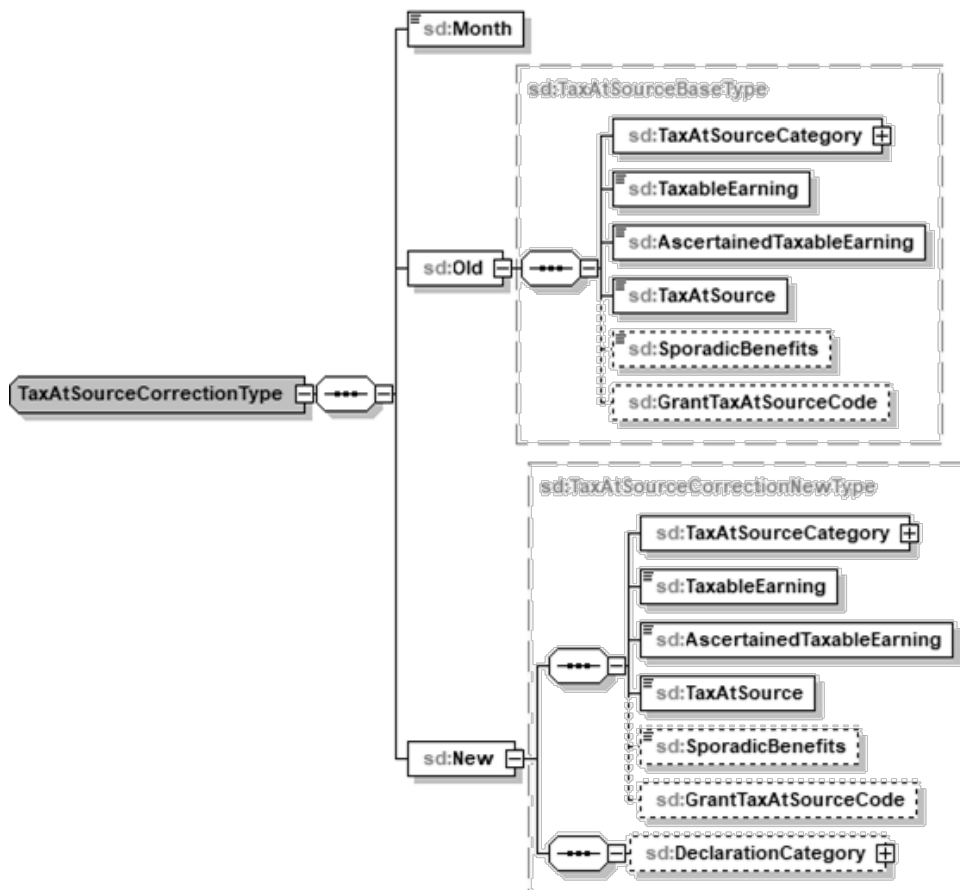 sd:Month
sd:TaxAtSourceBaseType
sd:TaxAtSourceCategory
sd:TaxableEarning
sd:AscertainedTaxableEarning
sd:Old
sd:TaxAtSource
sd:SporadicBenefits
TaxAtSourceCorrectionType
sd:GrantTaxAtSourceCode
sd:TaxAtSourceCorrectionNewType
sd:TaxAtSourceCategory
sd:TaxableEarning
sd:AscertainedTaxableEarning
sd:TaxAtSource
sd:SporadicBenefits
sd:New
sd:GrantTaxAtSourceCode
sd:DeclarationCategory